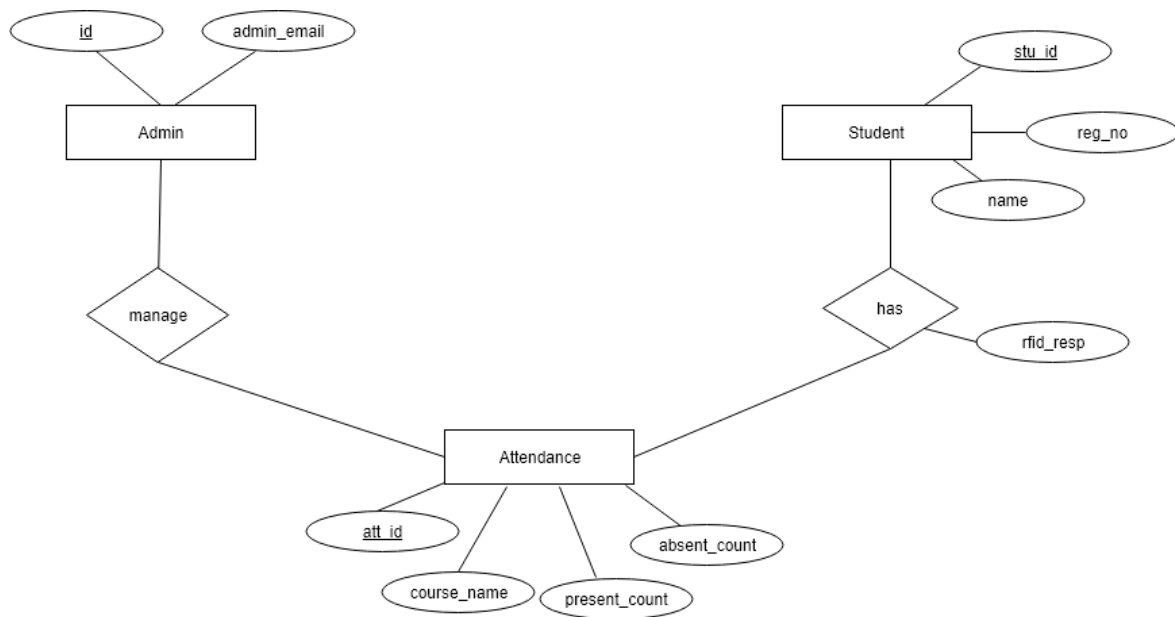 id
admin_email
stu_id
Admin
Student
reg_no
name
manage
has
rfid_resp
Attendance
att_id
absent_count
course_name
present_count